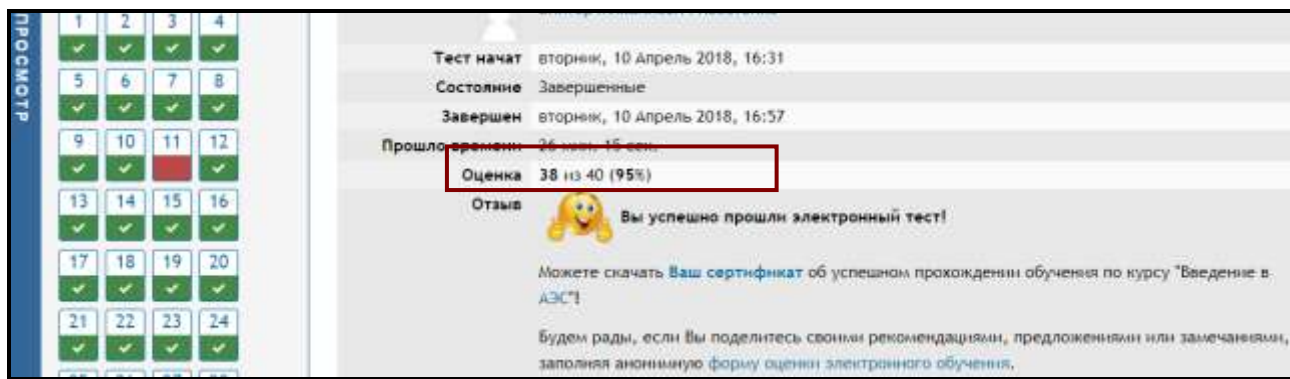 ПРОСМОТР
1 2 3 4
5 6 7 8
9 10 11 12
13 14 15 16
17 18 19 20
21 22 23 24
Тест начат вторник, 10 Апрель 2018, 16:31
Состояние Завершенные
Завершен вторник, 10 Апрель 2018, 16:57
Прошло времени 26 мин. 15 сек.
Оценка 38 из 40 (95%)
Отзыв Вы успешно прошли электронный тест!
Можете скачать Ваш сертификат об успешном прохождении обучения по курсу "Введение в
АЭС"!
Будем рады, если Вы поделитесь своими рекомендациями, предложениями или замечаниями,
заполняя анонимную форму оценки электронного обучения.